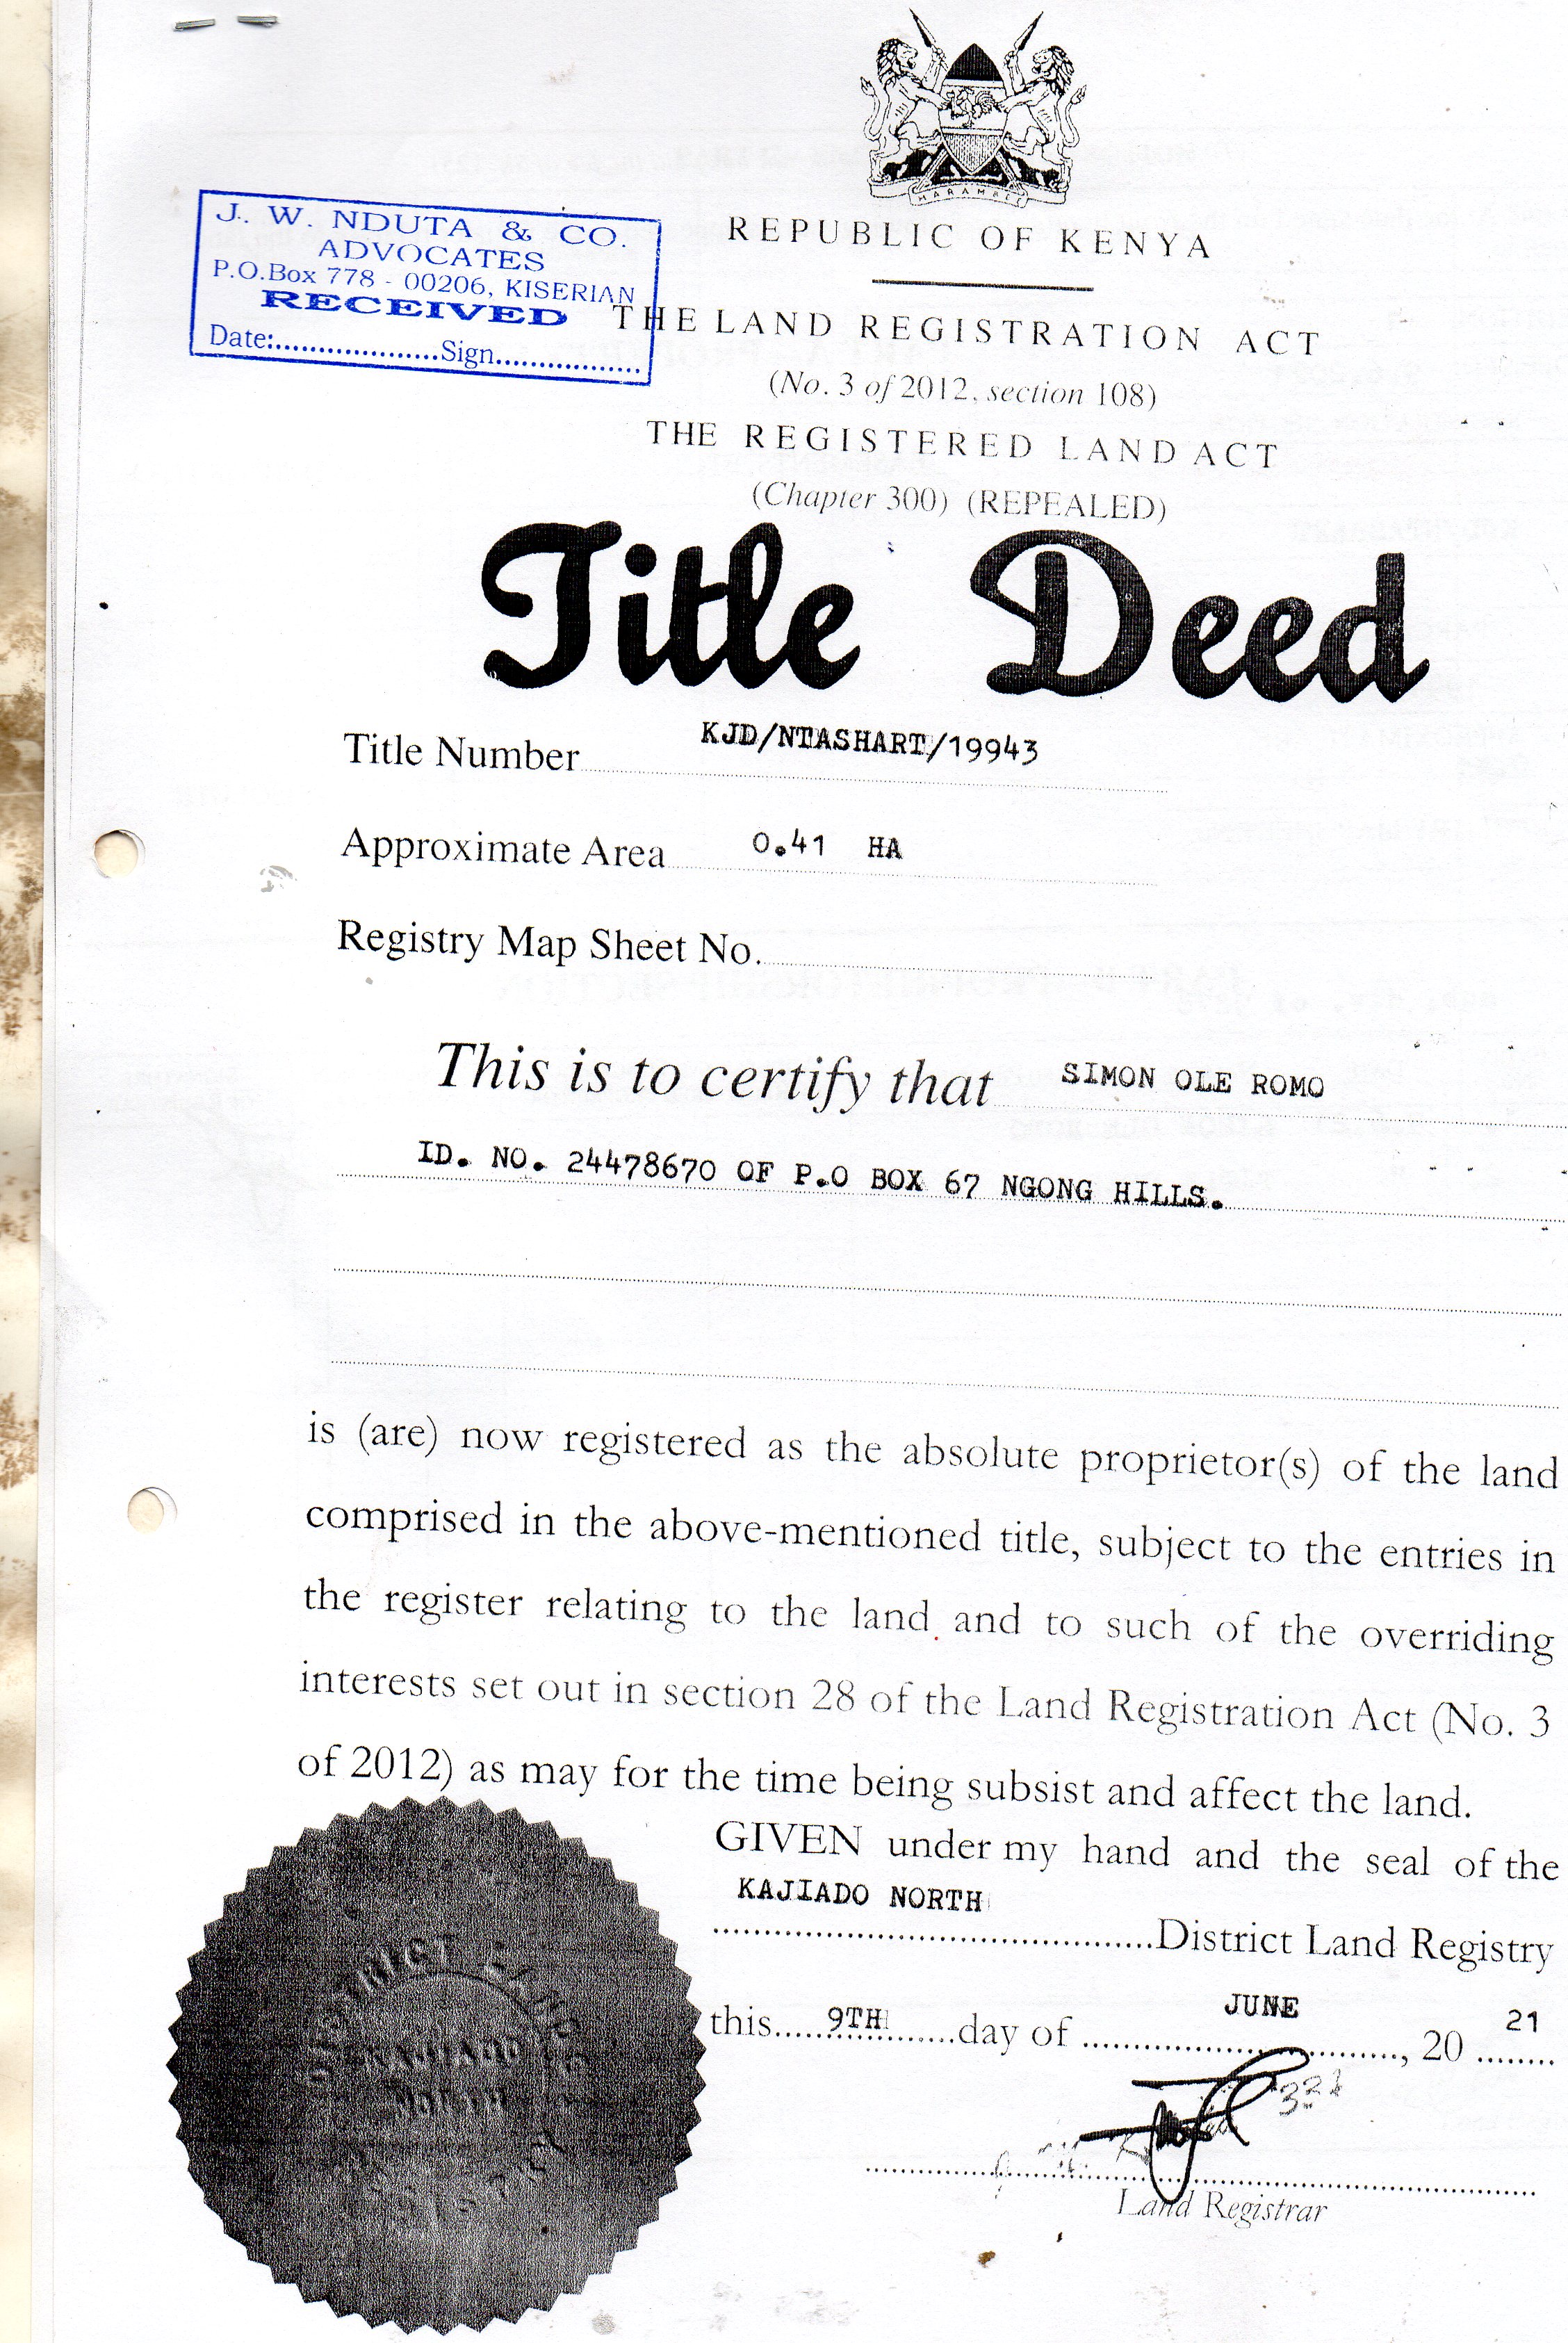 HARAMBEE
REPUBLIC OF KENYA
J. W. NDUTA & CO.
ADVOCATES
P.O.Box 778 - 00206, KISERIAN
RECEIVED
Date:....................Sign..................
THE LAND REGISTRATION ACT
(No. 3 of 2012, section 108)
THE REGISTERED LAND ACT
(Chapter 300) (REPEALED)
Title Deed
Title Number KJD/NTASHART/19943
Approximate Area 0.41 HA
Registry Map Sheet No.
This is to certify that SIMON OLE ROMO
ID. NO. 24478670 OF P.O BOX 67 NGONG HILLS.
is (are) now registered as the absolute proprietor(s) of the land
comprised in the above-mentioned title, subject to the entries in
the register relating to the land and to such of the overriding
interests set out in section 28 of the Land Registration Act (No. 3
of 2012) as may for the time being subsist and affect the land.
GIVEN under my hand and the seal of the
KAJIADO NORTH
District Land Registry
this 9TH day of JUNE, 20 21
Land Registrar
DISTRICT LAND
KAJIADO
NORTH